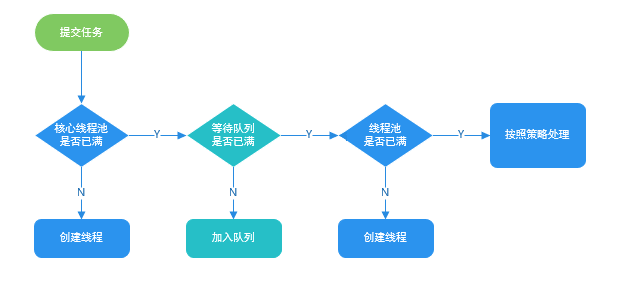 提交任务
核心线程池
是否已满
Y
等待队列
是否已满
Y
线程池
是否已满
Y
按照策略处理
N
N
N
创建线程
加入队列
创建线程